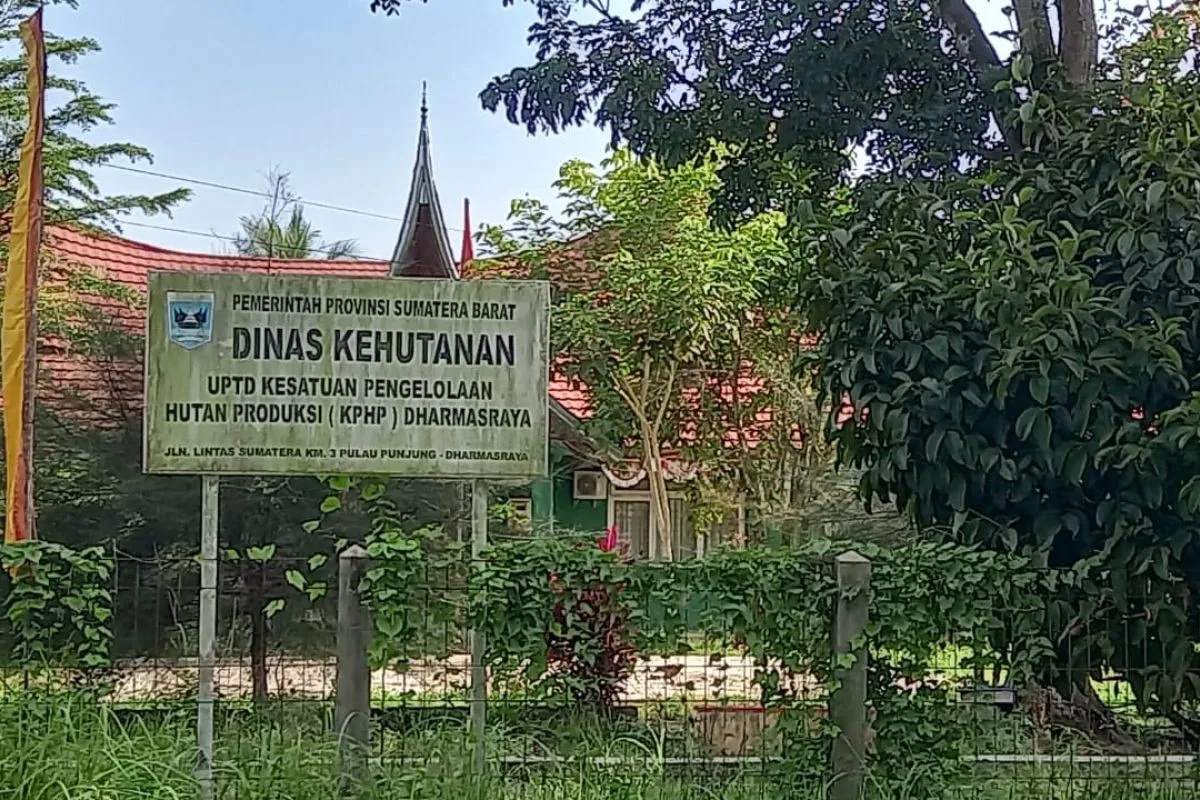 PEMERINTAH PROVINSI SUMATERA BARAT
DINAS KEHUTANAN
UPTD KESATUAN PENGELOLAAN
HUTAN PRODUKSI ( KPHP ) DHARMASRAYA
JLN. LINTAS SUMATERA KM. 3 PULAU PUNJUNG - DHARMASRAYA